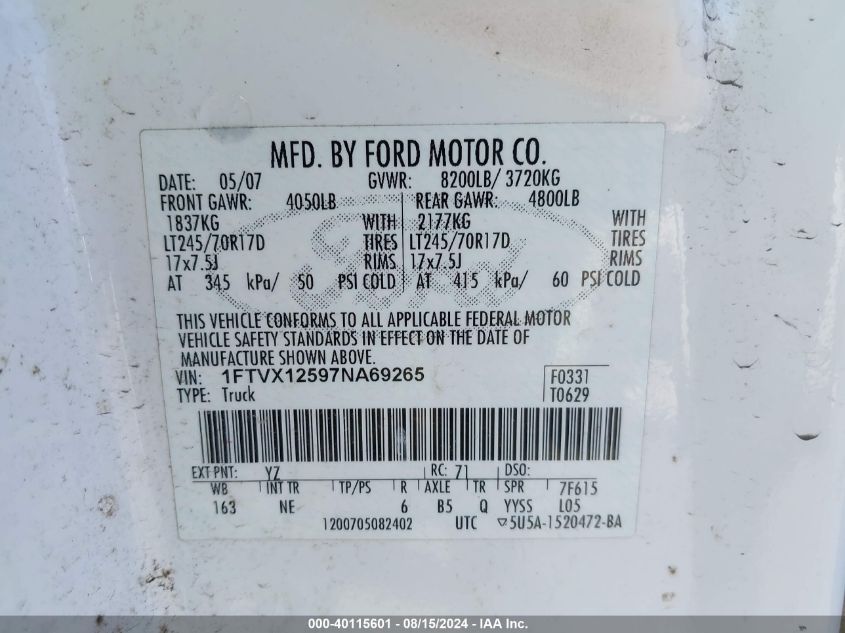 MFD. BY FORD MOTOR CO.
DATE: 05/07 GVWR: 8200LB/ 3720KG
FRONT GAWR: 4050LB REAR GAWR: 4800LB
1837KG WITH 2177KG WITH
LT245/70R17D TIRES LT245/70R17D TIRES
17x7.5J RIMS 17x7.5J RIMS
AT 345 kPa/ 50 PSI COLD AT 415 kPa/ 60 PSI COLD
Ford
THIS VEHICLE CONFORMS TO ALL APPLICABLE FEDERAL MOTOR
VEHICLE SAFETY STANDARDS IN EFFECT ON THE DATE OF
MANUFACTURE SHOWN ABOVE.
VIN: 1FTVX12597NA69265 F0331
TYPE: Truck T0629
EXT PNT: YZ RC: 71 DSO:
WB INT TR TP/PS R AXLE TR SPR 7F615
163 NE 6 B5 Q YYSS L05
1200705082402 UTC ▽5U5A-1520472-BA
000-40115601 - 08/15/2024 - IAA Inc.